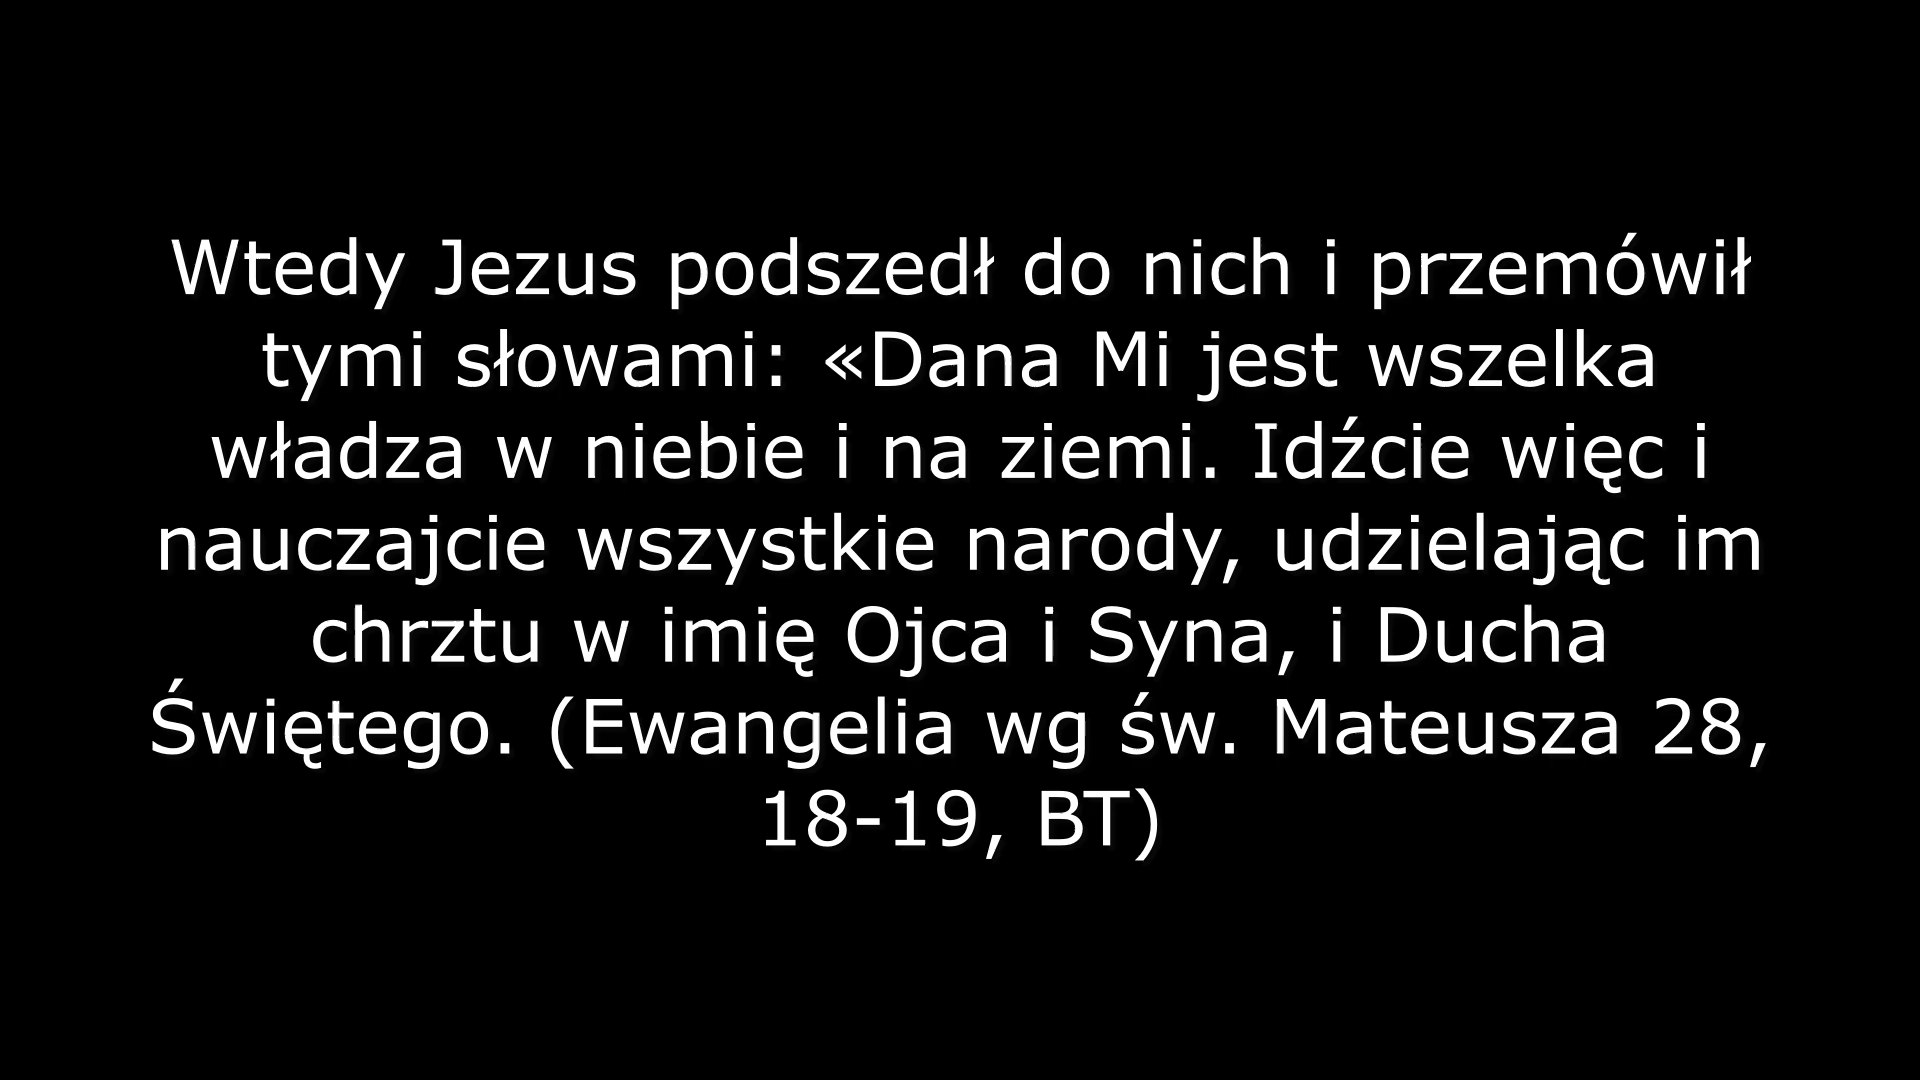 Wtedy Jezus podszedł do nich i przemówił
tymi słowami: «Dana Mi jest wszelka
władza w niebie i na ziemi. Idźcie więc i
nauczajcie wszystkie narody, udzielając im
chrztu w imię Ojca i Syna, i Ducha
Świętego. (Ewangelia wg św. Mateusza 28,
18-19, BT)